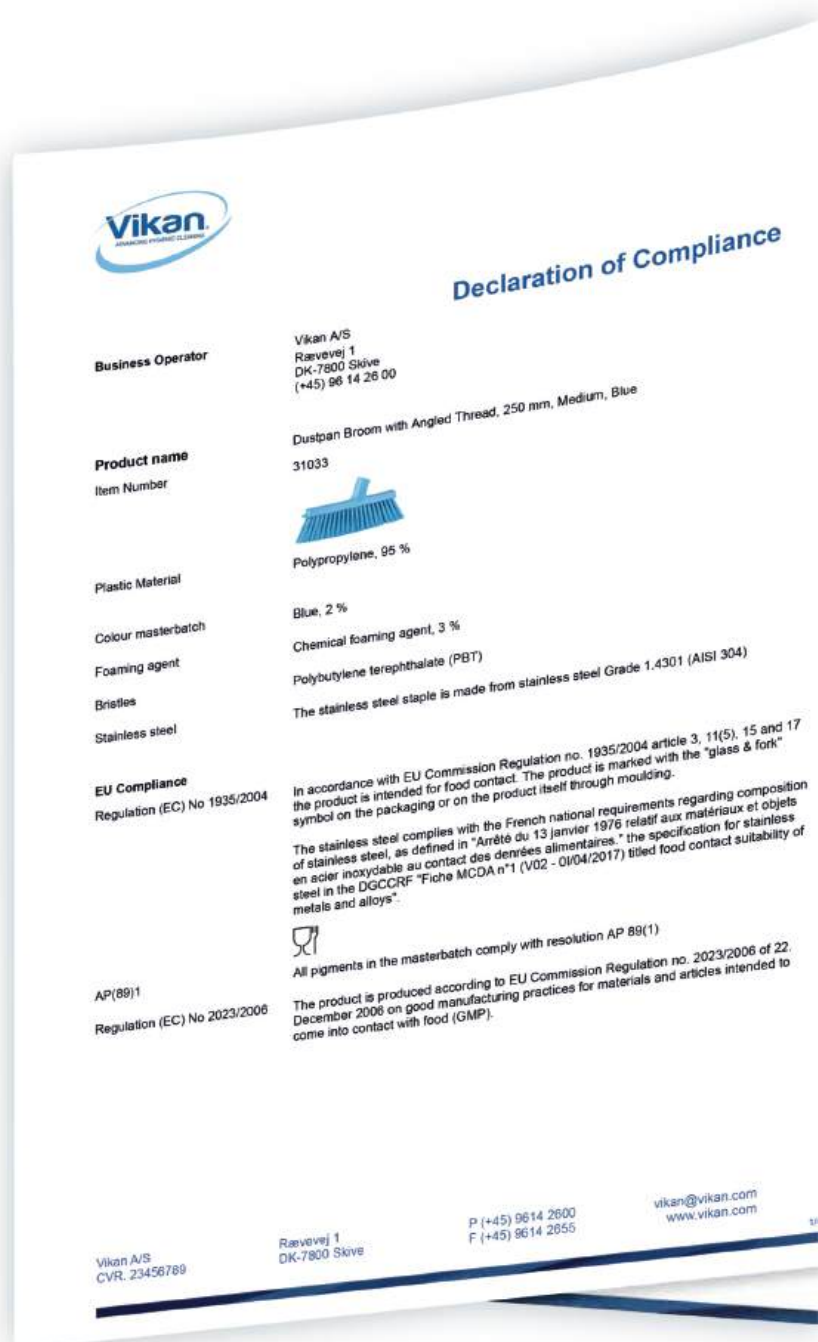 Vikan
ADVANCING HYGIENIC CLEANING
Declaration of Compliance
Business Operator
Vikan A/S
Rævevej 1
DK-7800 Skive
(+45) 96 14 26 00
Product name
Dustpan Broom with Angled Thread, 250 mm, Medium, Blue
Item Number
31033
Plastic Material
Polypropylene, 95 %
Colour masterbatch
Blue, 2 %
Foaming agent
Chemical foaming agent, 3 %
Bristles
Polybutylene terephthalate (PBT)
Stainless steel
The stainless steel staple is made from stainless steel Grade 1.4301 (AISI 304)
EU Compliance
Regulation (EC) No 1935/2004
In accordance with EU Commission Regulation no. 1935/2004 article 3, 11(5), 15 and 17
the product is intended for food contact. The product is marked with the "glass & fork"
symbol on the packaging or on the product itself through moulding.
The stainless steel complies with the French national requirements regarding composition
of stainless steel, as defined in "Arrêté du 13 janvier 1976 relatif aux matériaux et objets
en acier inoxydable au contact des denrées alimentaires." the specification for stainless
steel in the DGCCRF "Fiche MCDA n°1 (V02 - 0I/04/2017) titled food contact suitability of
metals and alloys".
AP(89)1
All pigments in the masterbatch comply with resolution AP 89(1)
Regulation (EC) No 2023/2006
The product is produced according to EU Commission Regulation no. 2023/2006 of 22.
December 2006 on good manufacturing practices for materials and articles intended to
come into contact with food (GMP).
Vikan A/S
CVR. 23456789
Rævevej 1
DK-7800 Skive
P (+45) 9614 2600
F (+45) 9614 2655
vikan@vikan.com
www.vikan.com